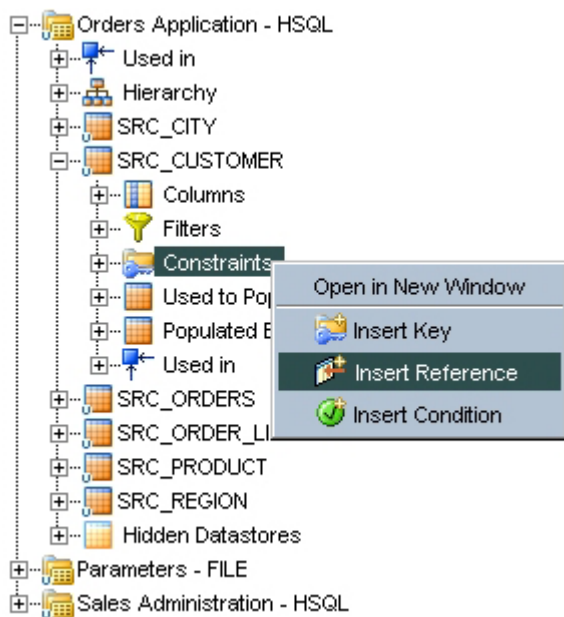 Orders Application - HSQL
Used in
Hierarchy
SRC_CITY
SRC_CUSTOMER
Columns
Filters
Constraints
Open in New Window
Used to Pop
Insert Key
Populated
Insert Reference
Used in
Insert Condition
SRC_ORDERS
SRC_ORDER_LI
SRC_PRODUCT
SRC_REGION
Hidden Datastores
Parameters - FILE
Sales Administration - HSQL